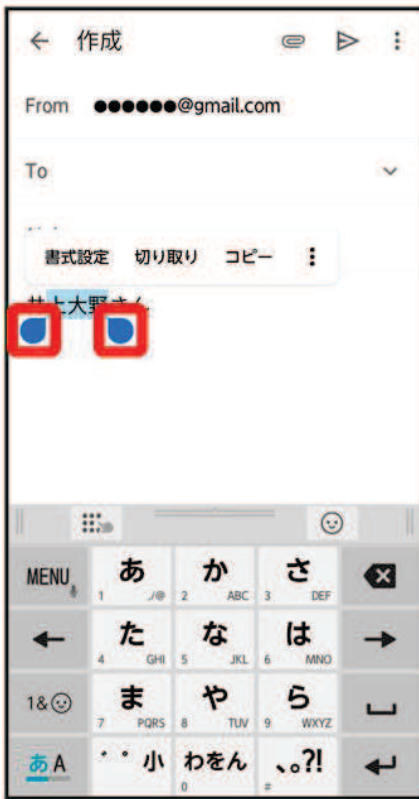 作成
From ●●●●●●@gmail.com
To
書式設定 切り取り コピー
井上大野さん
MENU あ 1 ./@ か 2 ABC さ 3 DEF
た 4 GHI な 5 JKL は 6 MNO
1& ま 7 PQRS や 8 TUV ら 9 WXYZ
あA ゛゜小 わをん 0 、。?! #